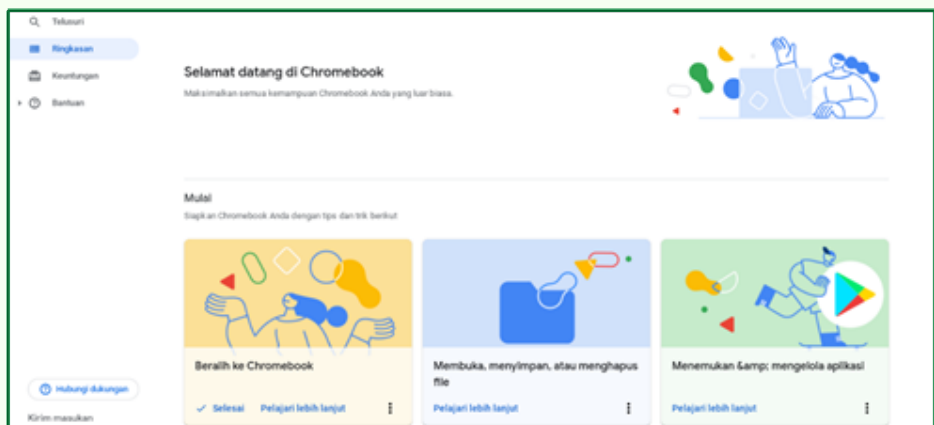 Telusuri
Ringkasan
Keuntungan
Bantuan
Selamat datang di Chromebook
Maksimalkan semua kemampuan Chromebook Anda yang luar biasa.
Mulai
Siapkan Chromebook Anda dengan tips dan trik berikut
Beralih ke Chromebook
Selesai Pelajari lebih lanjut
Membuka, menyimpan, atau menghapus
file
Pelajari lebih lanjut
Menemukan &amp; mengelola aplikasi
Pelajari lebih lanjut
Hubungi dukungan
Kirim masukan